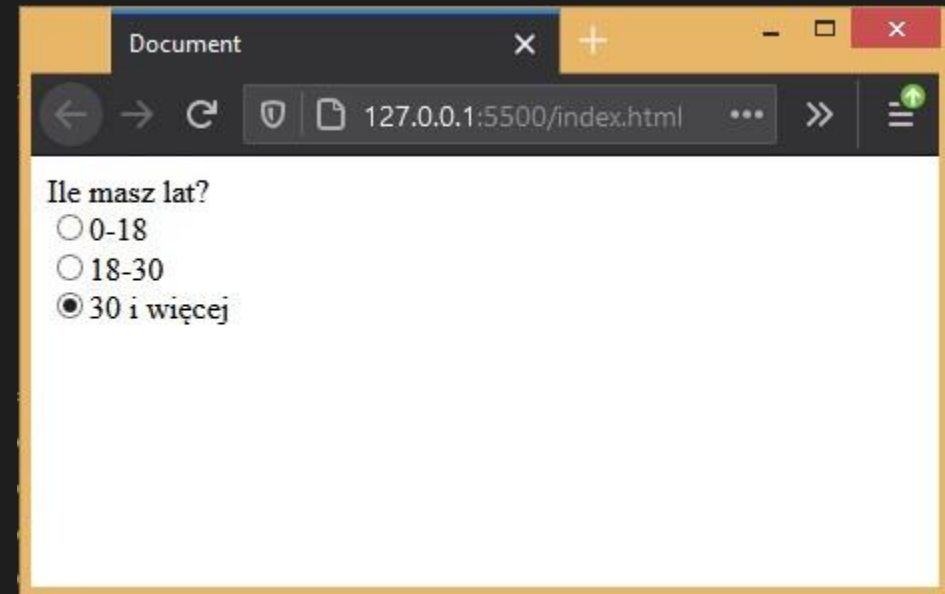 Document
127.0.0.1:5500/index.html
Ile masz lat?
0-18
18-30
30 i więcej